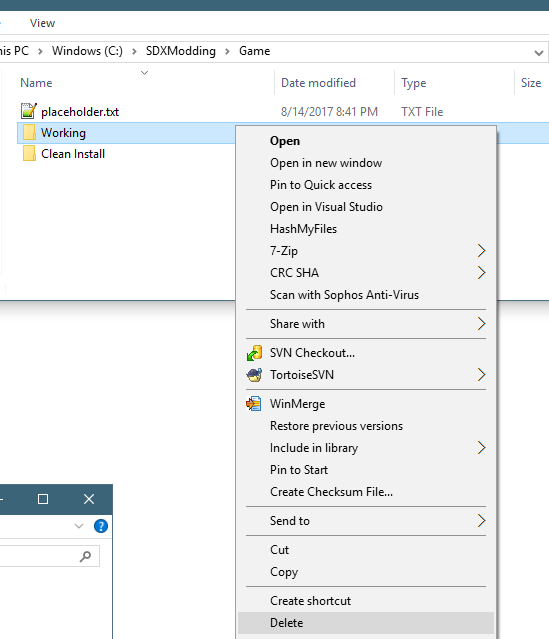 View
his PC > Windows (C:) > SDXModding > Game
Name Date modified Type Size
placeholder.txt 8/14/2017 8:41 PM TXT File
Working
Clean Install
Open
Open in new window
Pin to Quick access
Open in Visual Studio
HashMyFiles
7-Zip
CRC SHA
Scan with Sophos Anti-Virus
Share with
SVN Checkout...
TortoiseSVN
WinMerge
Restore previous versions
Include in library
Pin to Start
Create Checksum File...
Send to
Cut
Copy
Create shortcut
Delete